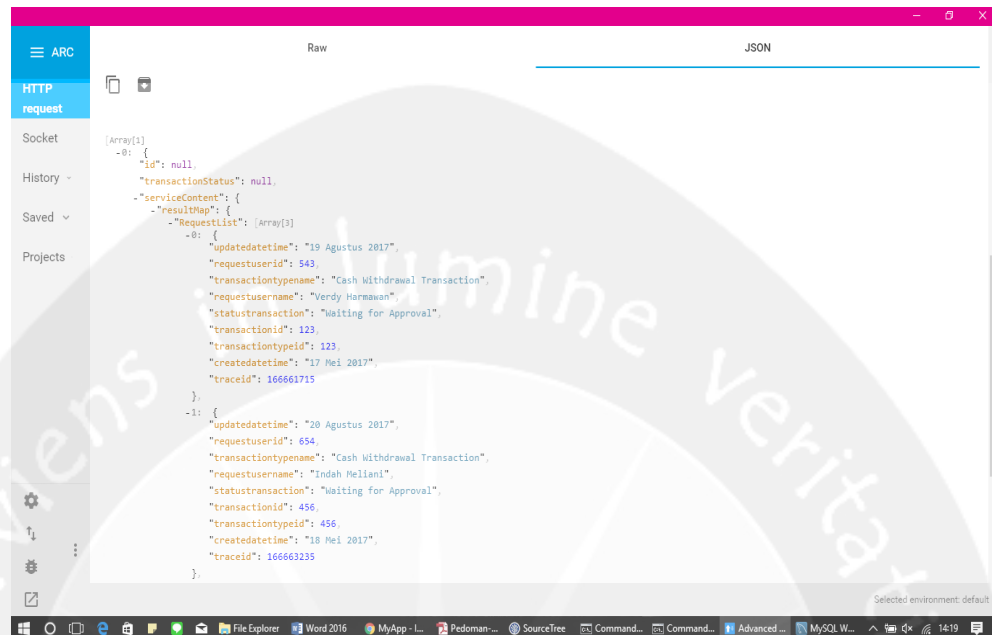 ARC
Raw
JSON
HTTP
request
Socket
History
Saved
Projects
[Array[1]
-0: {
"id": null,
"transactionStatus": null,
-"serviceContent": {
-"resultMap": {
-"RequestList": [Array[3]
-0: {
"updatedatetime": "19 Agustus 2017",
"requestuserid": 543,
"transactiontypename": "Cash Withdrawal Transaction",
"requestusername": "Verdy Harmawan",
"statustransaction": "Waiting for Approval",
"transactionid": 123,
"transactiontypeid": 123,
"createdatetime": "17 Mei 2017",
"traceid": 166661715
},
-1: {
"updatedatetime": "20 Agustus 2017",
"requestuserid": 654,
"transactiontypename": "Cash Withdrawal Transaction",
"requestusername": "Indah Meliani",
"statustransaction": "Waiting for Approval",
"transactionid": 456,
"transactiontypeid": 456,
"createdatetime": "18 Mei 2017",
"traceid": 166663235
},
viens in lumine veritat
Selected environment: default
File Explorer
Word 2016
MyApp - I...
Pedoman-...
SourceTree
Command...
Command...
Advanced ...
MySQL W...
14:19